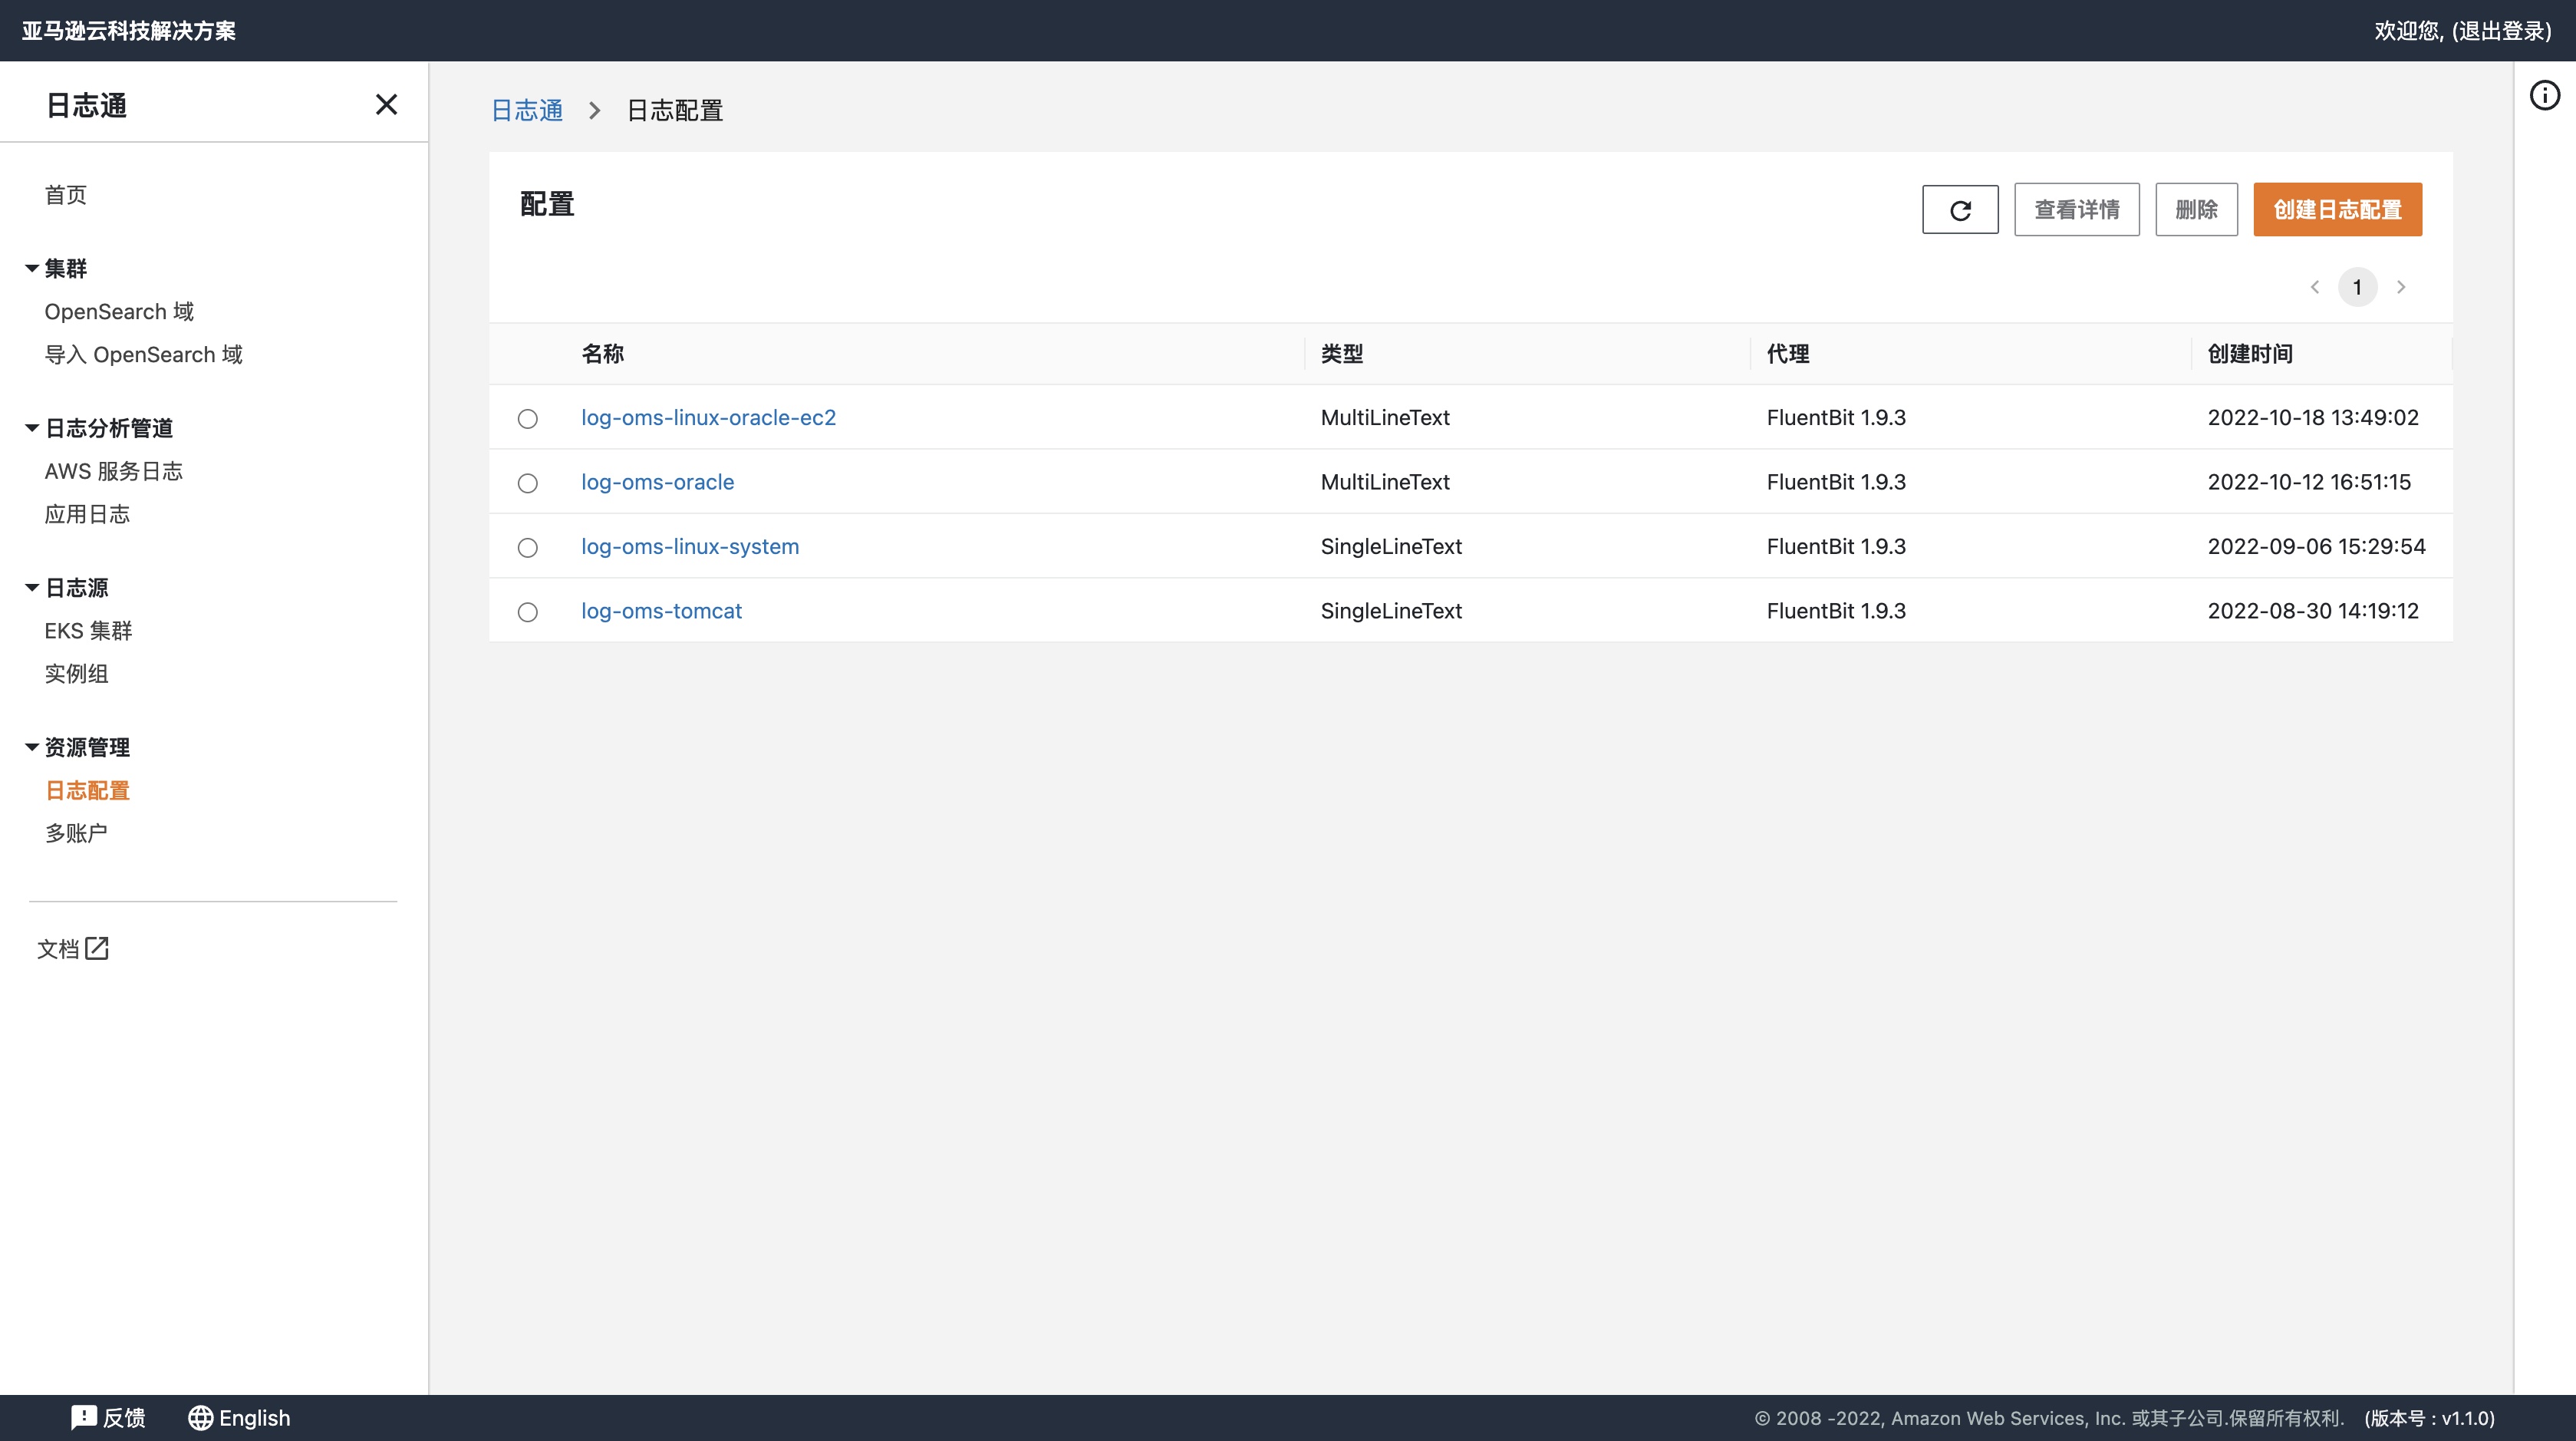 亚马逊云科技解决方案
欢迎您, (退出登录)
日志通
首页
集群
OpenSearch 域
导入 OpenSearch 域
日志分析管道
AWS 服务日志
应用日志
日志源
EKS 集群
实例组
资源管理
日志配置
多账户
文档
日志通 > 日志配置
配置
查看详情 删除 创建日志配置
1
名称 类型 代理 创建时间
log-oms-linux-oracle-ec2 MultiLineText FluentBit 1.9.3 2022-10-18 13:49:02
log-oms-oracle MultiLineText FluentBit 1.9.3 2022-10-12 16:51:15
log-oms-linux-system SingleLineText FluentBit 1.9.3 2022-09-06 15:29:54
log-oms-tomcat SingleLineText FluentBit 1.9.3 2022-08-30 14:19:12
反馈 English
© 2008 -2022, Amazon Web Services, Inc. 或其子公司.保留所有权利. (版本号 : v1.1.0)